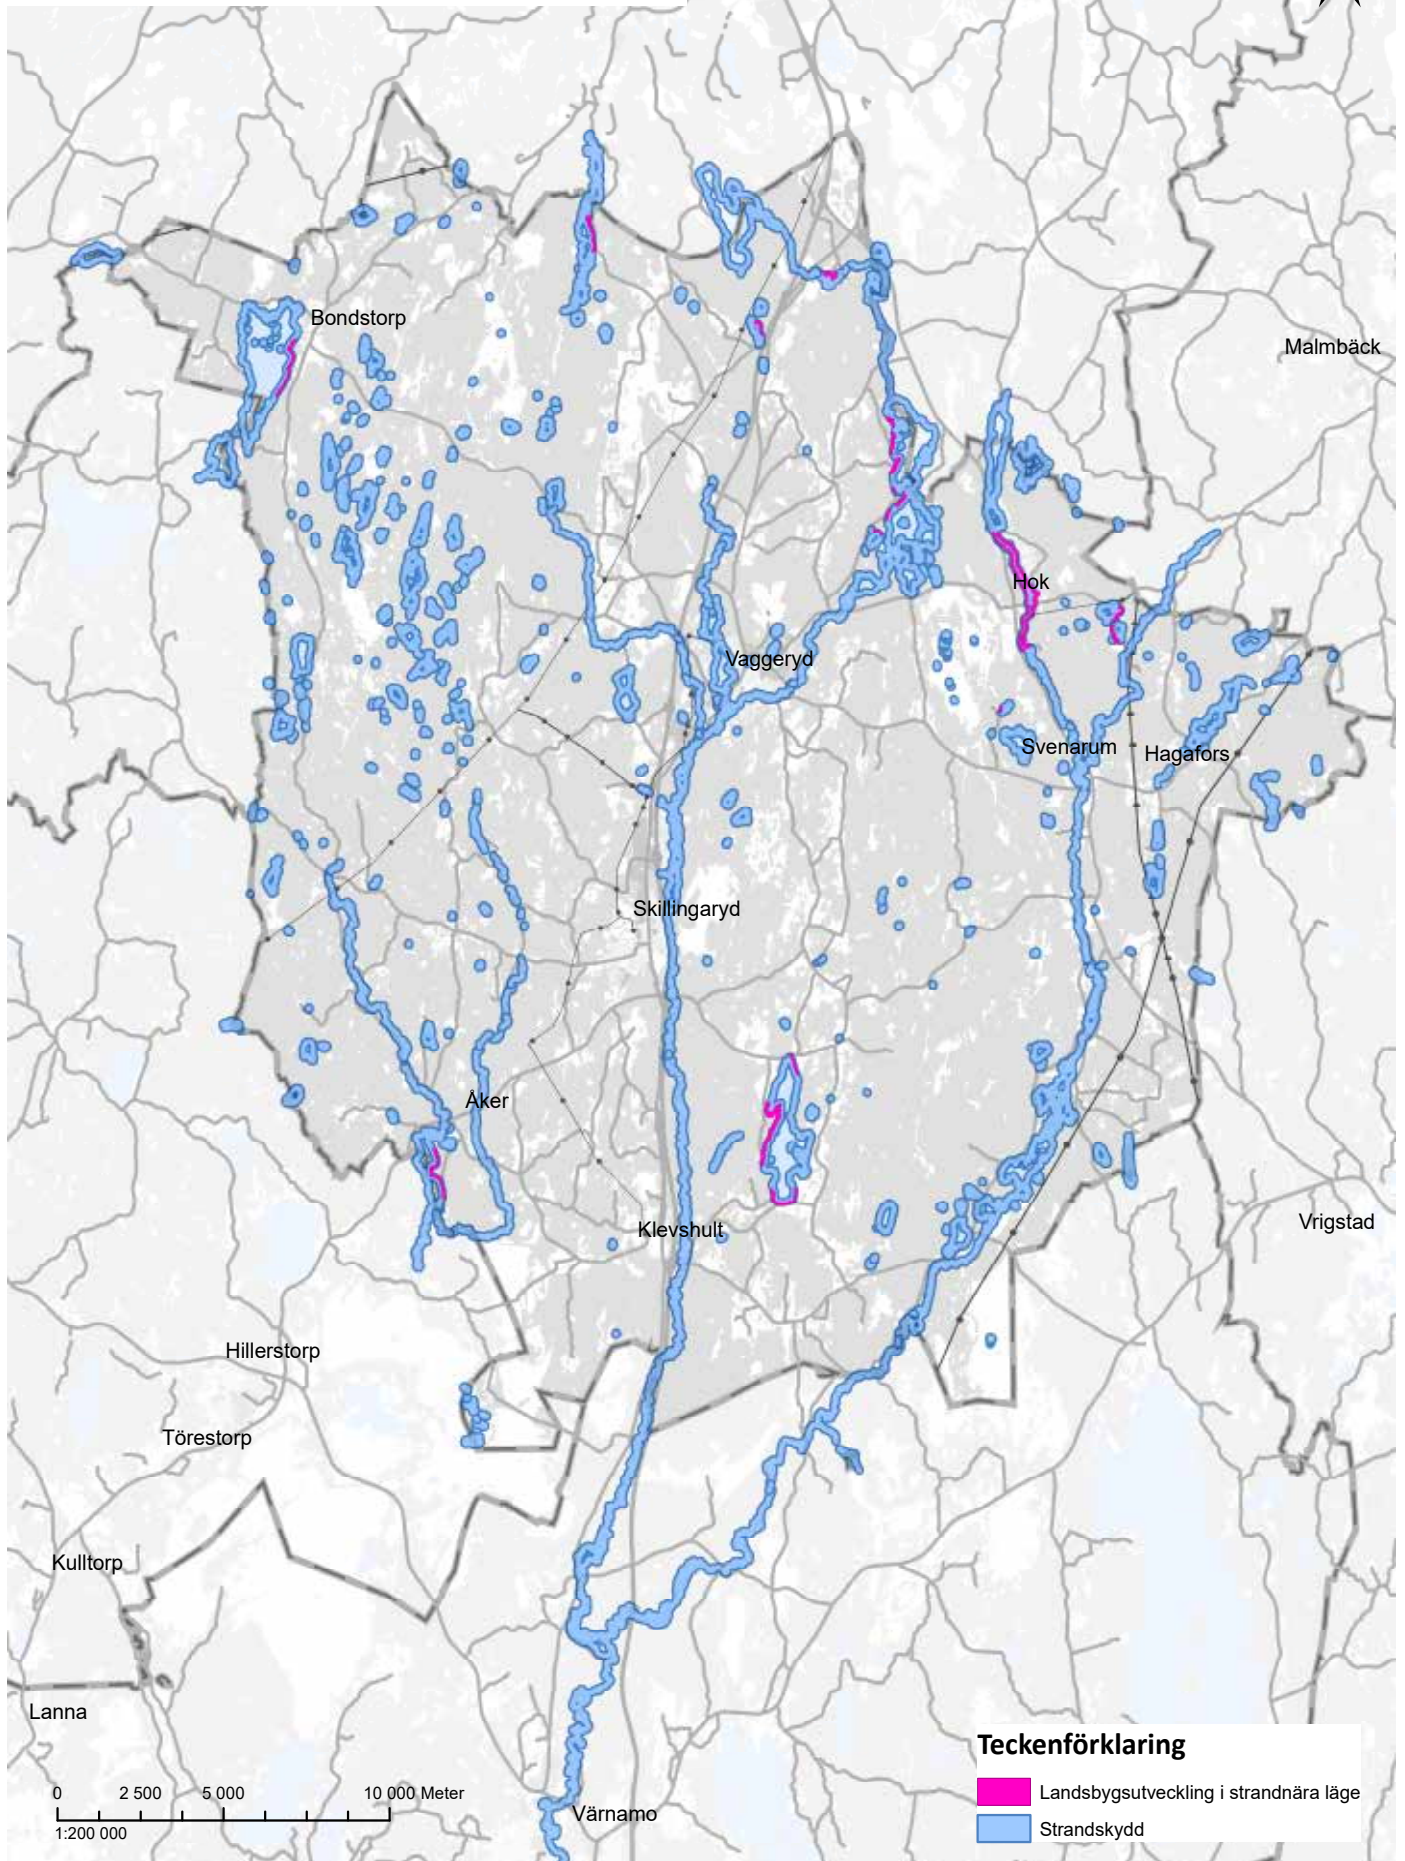 Bondstorp
Malmbäck
Hok
Vaggeryd
Svenarum
Hagafors
Skillingaryd
Åker
Klevshult
Vrigstad
Hillerstorp
Törestorp
Kulltorp
Lanna
Värnamo
Teckenförklaring
Landsbygsutveckling i strandnära läge
Strandskydd
0 2 500 5 000 10 000 Meter
1:200 000